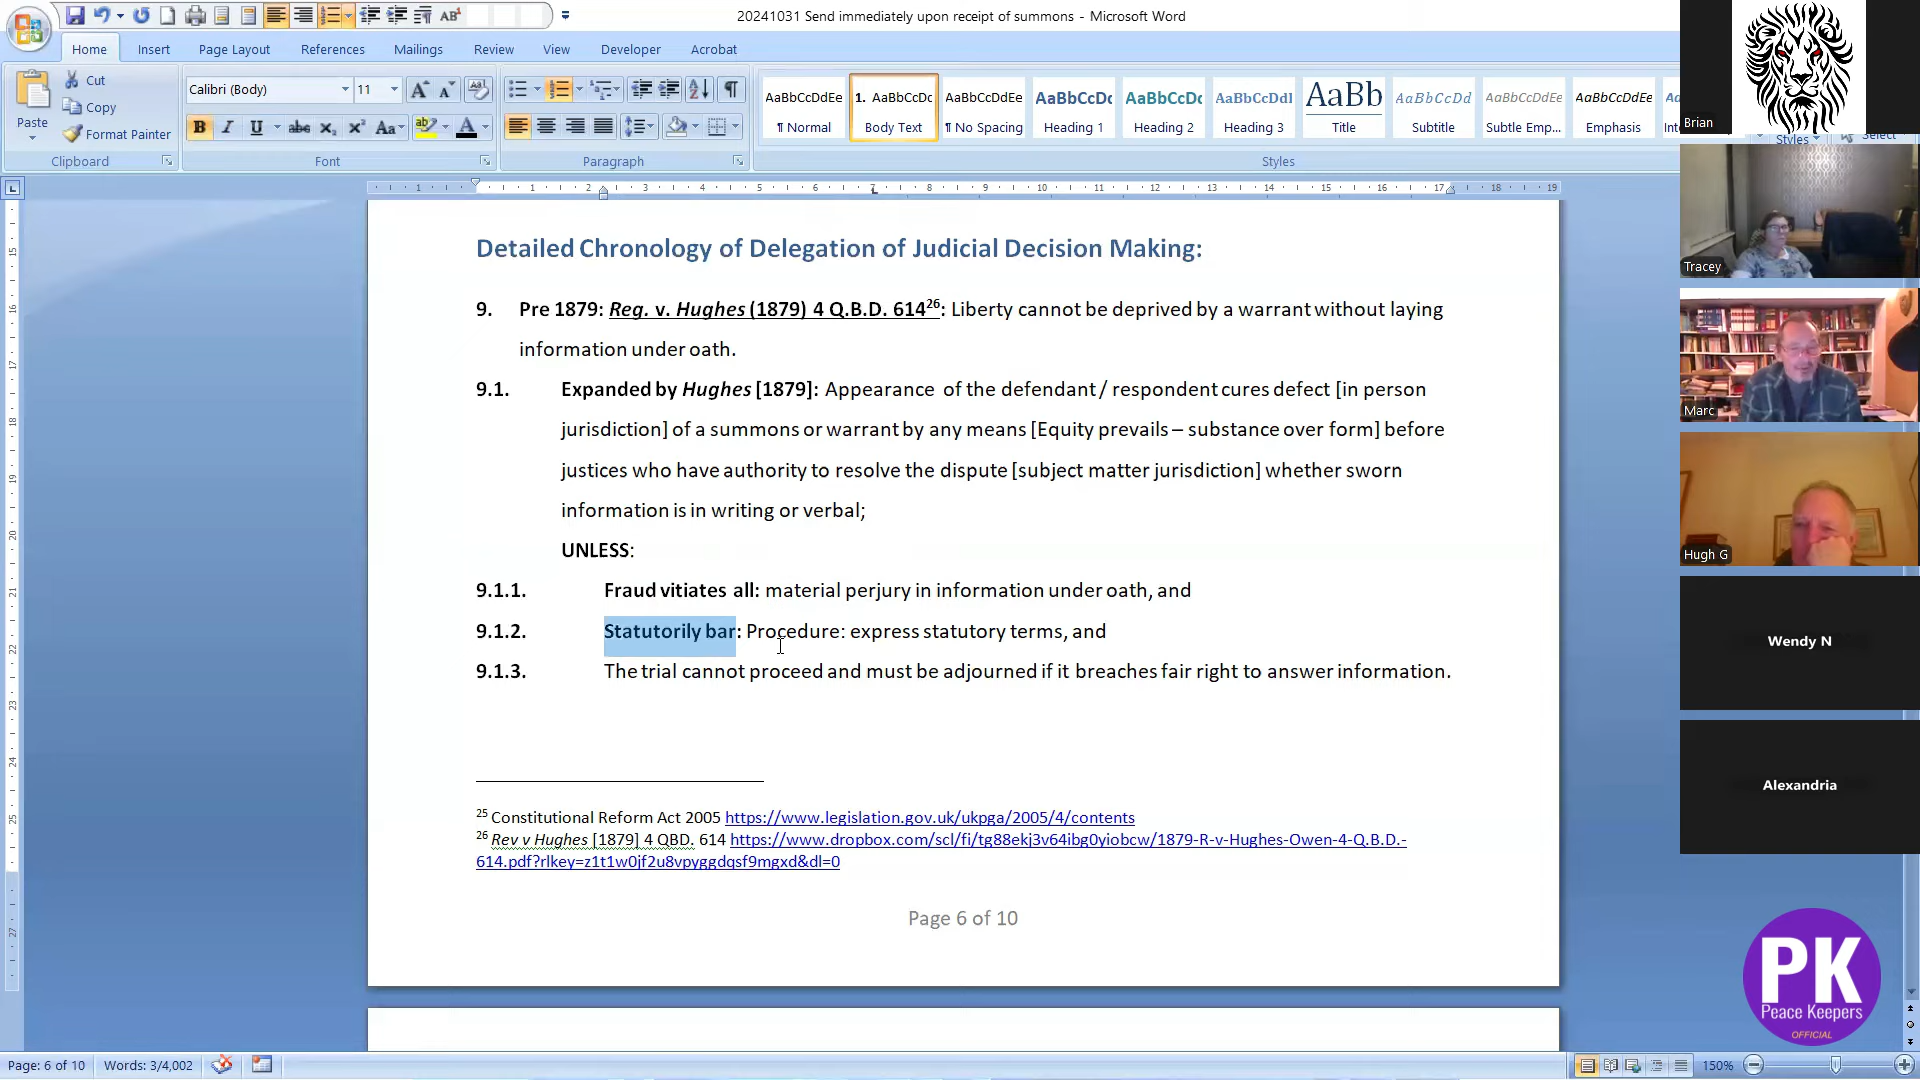 20241031 Send immediately upon receipt of summons - Microsoft Word
Home Insert Page Layout References Mailings Review View Developer Acrobat
Paste
Cut
Copy
Format Painter
Clipboard
Calibri (Body) 11
Font
Paragraph
AaBbCcDdEe
¶ Normal
1. AaBbCcDc
Body Text
AaBbCcDdEe
¶ No Spacing
AaBbCcDc
Heading 1
AaBbCcDc
Heading 2
AaBbCcDdI
Heading 3
AaBb
Title
AaBbCcDd
Subtitle
AaBbCcDdEe
Subtle Emp...
AaBbCcDdEe
Emphasis
Styles
Styles
Select
Detailed Chronology of Delegation of Judicial Decision Making:
9. Pre 1879: Reg. v. Hughes (1879) 4 Q.B.D. 614²⁶: Liberty cannot be deprived by a warrant without laying
information under oath.
9.1. Expanded by Hughes [1879]: Appearance of the defendant / respondent cures defect [in person
jurisdiction] of a summons or warrant by any means [Equity prevails – substance over form] before
justices who have authority to resolve the dispute [subject matter jurisdiction] whether sworn
information is in writing or verbal;
UNLESS:
9.1.1. Fraud vitiates all: material perjury in information under oath, and
9.1.2. Statutorily bar: Procedure: express statutory terms, and
9.1.3. The trial cannot proceed and must be adjourned if it breaches fair right to answer information.
²⁵ Constitutional Reform Act 2005 https://www.legislation.gov.uk/ukpga/2005/4/contents
²⁶ Rev v Hughes [1879] 4 QBD. 614 https://www.dropbox.com/scl/fi/tg88ekj3v64ibg0yiobcw/1879-R-v-Hughes-Owen-4-Q.B.D.-
614.pdf?rlkey=z1t1w0jf2u8vpyggdqsf9mgxd&dl=0
Page 6 of 10
Page: 6 of 10 Words: 3/4,002
150%
Brian
Tracey
Marc
Hugh G
Wendy N
Alexandria
PK
Peace Keepers
OFFICIAL